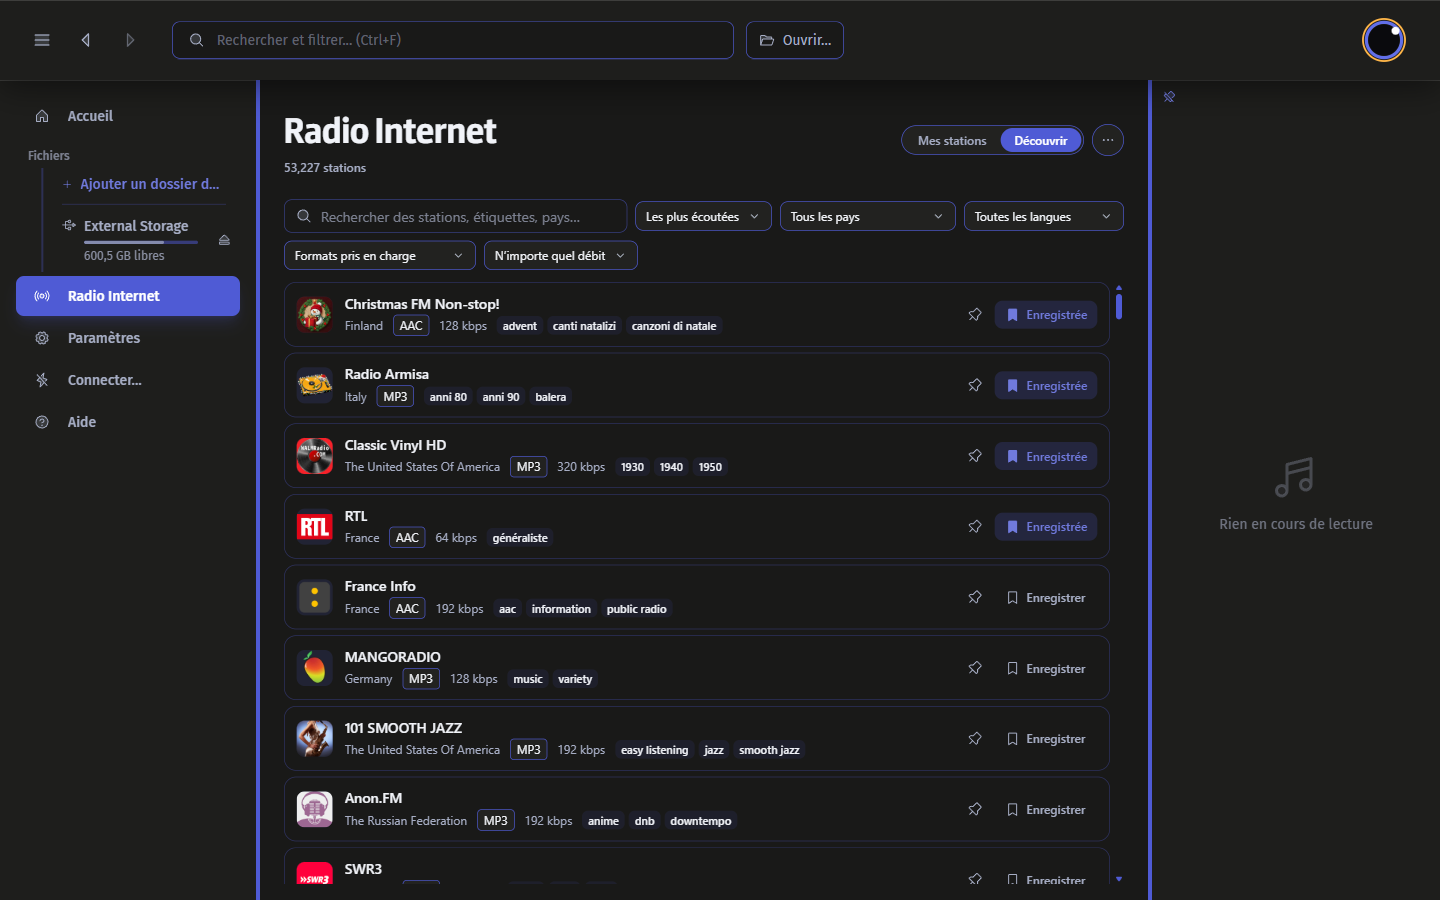 Rechercher et filtrer... (Ctrl+F)
Ouvrir...
Accueil
Fichiers
Ajouter un dossier d...
External Storage
600,5 GB libres
Radio Internet
Paramètres
Connecter...
Aide
Radio Internet
53,227 stations
Mes stations
Découvrir
Rechercher des stations, étiquettes, pays...
Les plus écoutées
Tous les pays
Toutes les langues
Formats pris en charge
N'importe quel débit
Christmas FM Non-stop!
Finland AAC 128 kbps advent canti natalizi canzoni di natale
Enregistrée
Radio Armisa
Italy MP3 anni 80 anni 90 balera
Enregistrée
Classic Vinyl HD
The United States Of America MP3 320 kbps 1930 1940 1950
Enregistrée
RTL
RTL
France AAC 64 kbps généraliste
Enregistrée
France Info
France AAC 192 kbps aac information public radio
Enregistrer
MANGORADIO
Germany MP3 128 kbps music variety
Enregistrer
101 SMOOTH JAZZ
The United States Of America MP3 192 kbps easy listening jazz smooth jazz
Enregistrer
Anon.FM
The Russian Federation MP3 192 kbps anime dnb downtempo
Enregistrer
SWR3
SWR3
Enregistrer
Rien en cours de lecture